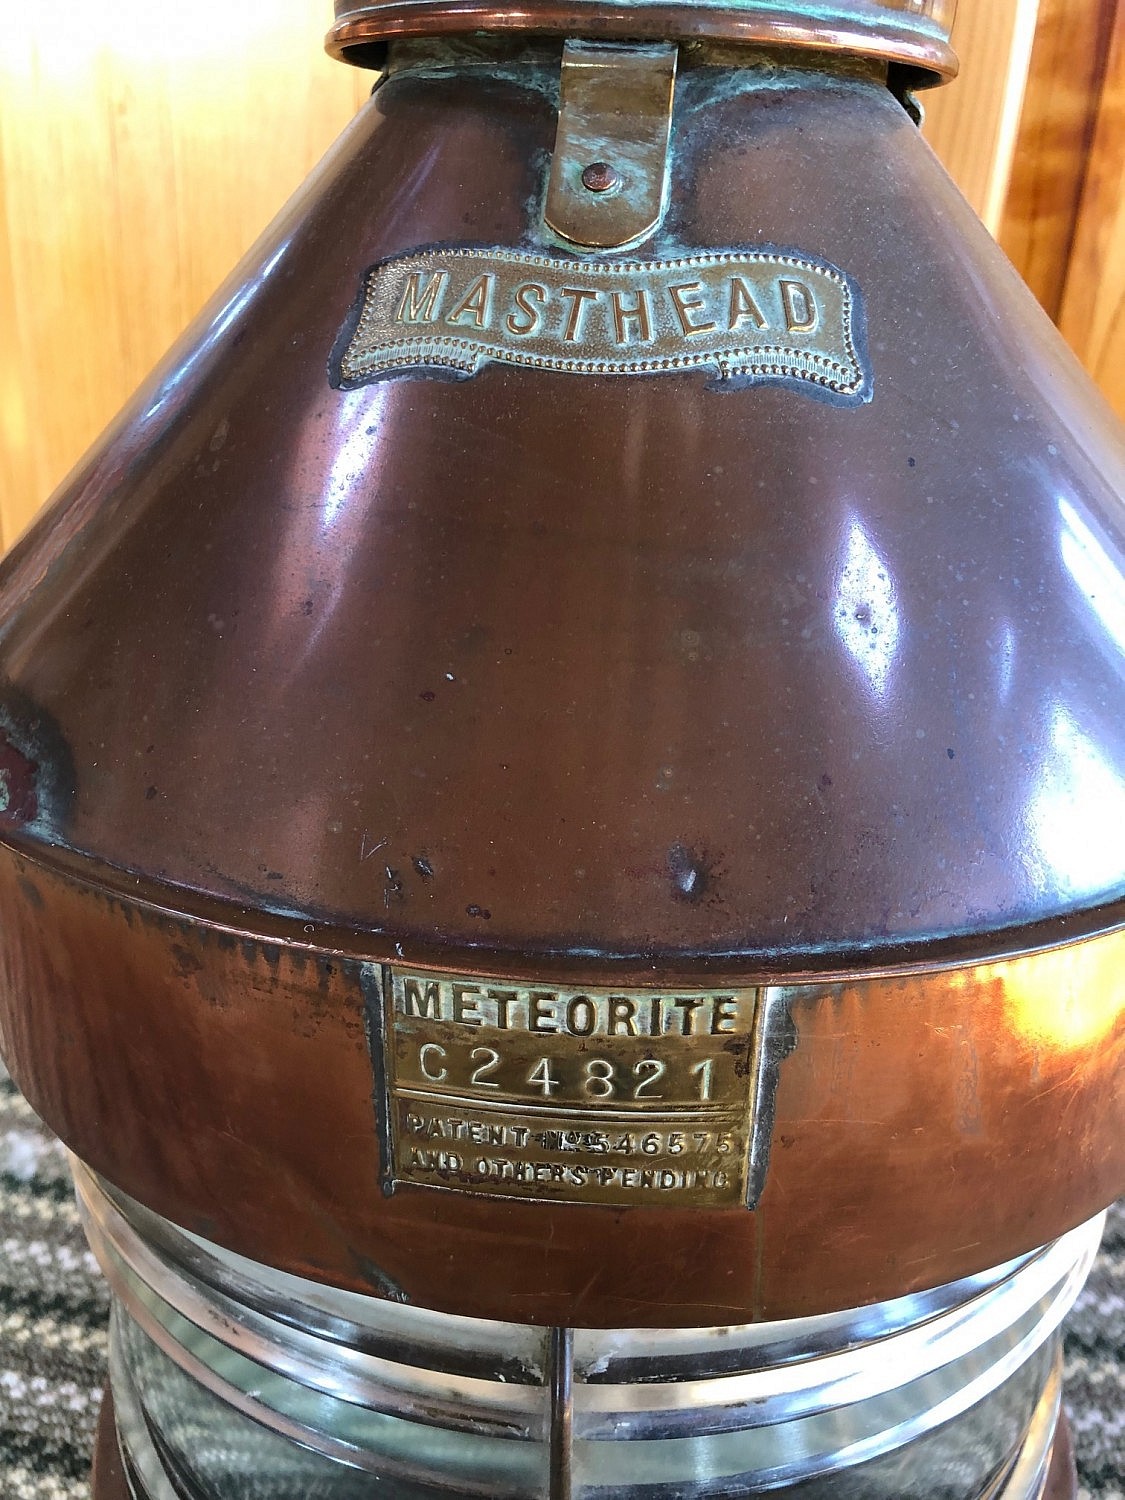 MASTHEAD
METEORITE
C24821
PATENT No 546575
AND OTHERS PENDING